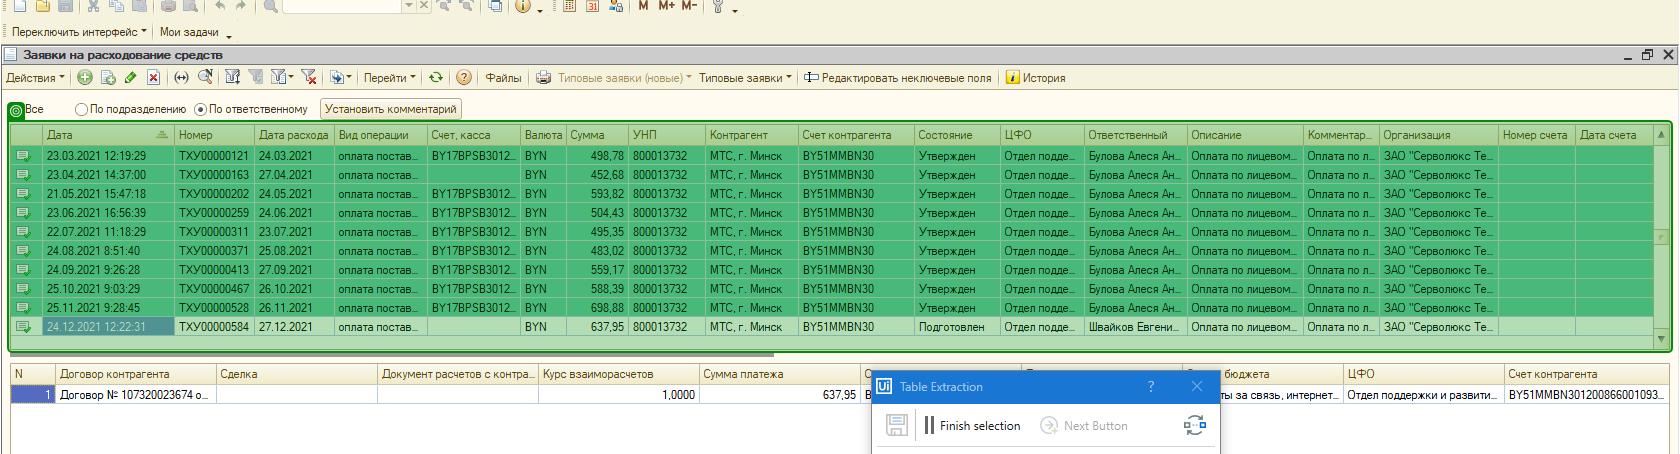 M M+ M-
Переключить интерфейс Мои задачи
Заявки на расходование средств
Действия Перейти Файлы Типовые заявки (новые) Типовые заявки Редактировать неключевые поля История
Все По подразделению По ответственному Установить комментарий
Дата Номер Дата расхода Вид операции Счет, касса Валюта Сумма УНП Контрагент Счет контрагента Состояние ЦФО Ответственный Описание Комментар... Организация Номер счета Дата счета
23.03.2021 12:19:29 ТХУ00000121 24.03.2021 оплата постав... BY17BPSB3012... BYN 498,78 800013732 МТС, г. Минск BY51MMBN30 Утвержден Отдел подде... Булова Алеся Ан... Оплата по лицевом... Оплата по л... ЗАО "Серволюкс Те...
23.04.2021 14:37:00 ТХУ00000163 27.04.2021 оплата постав... BYN 452,68 800013732 МТС, г. Минск BY51MMBN30 Утвержден Отдел подде... Булова Алеся Ан... Оплата по лицевом... Оплата по л... ЗАО "Серволюкс Те...
21.05.2021 15:47:18 ТХУ00000202 24.05.2021 оплата постав... BY17BPSB3012... BYN 593,82 800013732 МТС, г. Минск BY51MMBN30 Утвержден Отдел подде... Булова Алеся Ан... Оплата по лицевом... Оплата по л... ЗАО "Серволюкс Те...
23.06.2021 16:56:39 ТХУ00000259 24.06.2021 оплата постав... BY17BPSB3012... BYN 504,43 800013732 МТС, г. Минск BY51MMBN30 Утвержден Отдел подде... Булова Алеся Ан... Оплата по лицевом... Оплата по л... ЗАО "Серволюкс Те...
22.07.2021 11:18:29 ТХУ00000311 23.07.2021 оплата постав... BY17BPSB3012... BYN 495,35 800013732 МТС, г. Минск BY51MMBN30 Утвержден Отдел подде... Булова Алеся Ан... Оплата по лицевом... Оплата по л... ЗАО "Серволюкс Те...
24.08.2021 8:51:40 ТХУ00000371 25.08.2021 оплата постав... BY17BPSB3012... BYN 483,02 800013732 МТС, г. Минск BY51MMBN30 Утвержден Отдел подде... Булова Алеся Ан... Оплата по лицевом... Оплата по л... ЗАО "Серволюкс Те...
24.09.2021 9:26:28 ТХУ00000413 27.09.2021 оплата постав... BY17BPSB3012... BYN 559,17 800013732 МТС, г. Минск BY51MMBN30 Утвержден Отдел подде... Булова Алеся Ан... Оплата по лицевом... Оплата по л... ЗАО "Серволюкс Те...
25.10.2021 9:03:29 ТХУ00000467 26.10.2021 оплата постав... BY17BPSB3012... BYN 588,39 800013732 МТС, г. Минск BY51MMBN30 Утвержден Отдел подде... Булова Алеся Ан... Оплата по лицевом... Оплата по л... ЗАО "Серволюкс Те...
25.11.2021 9:28:45 ТХУ00000528 26.11.2021 оплата постав... BY17BPSB3012... BYN 698,88 800013732 МТС, г. Минск BY51MMBN30 Утвержден Отдел подде... Булова Алеся Ан... Оплата по лицевом... Оплата по л... ЗАО "Серволюкс Те...
24.12.2021 12:22:31 ТХУ00000584 27.12.2021 оплата постав... BYN 637,95 800013732 МТС, г. Минск BY51MMBN30 Подготовлен Отдел подде... Швайков Евгени... Оплата по лицевом... Оплата по л... ЗАО "Серволюкс Те...
N Договор контрагента Сделка Документ расчетов с контра... Курс взаиморасчетов Сумма платежа бюджета ЦФО Счет контрагента
1 Договор № 107320023674 о... 1,0000 637,95 ты за связь, интернет... Отдел поддержки и развити... BY51MMBN301200866001093...
Ui Table Extraction ?
Finish selection Next Button